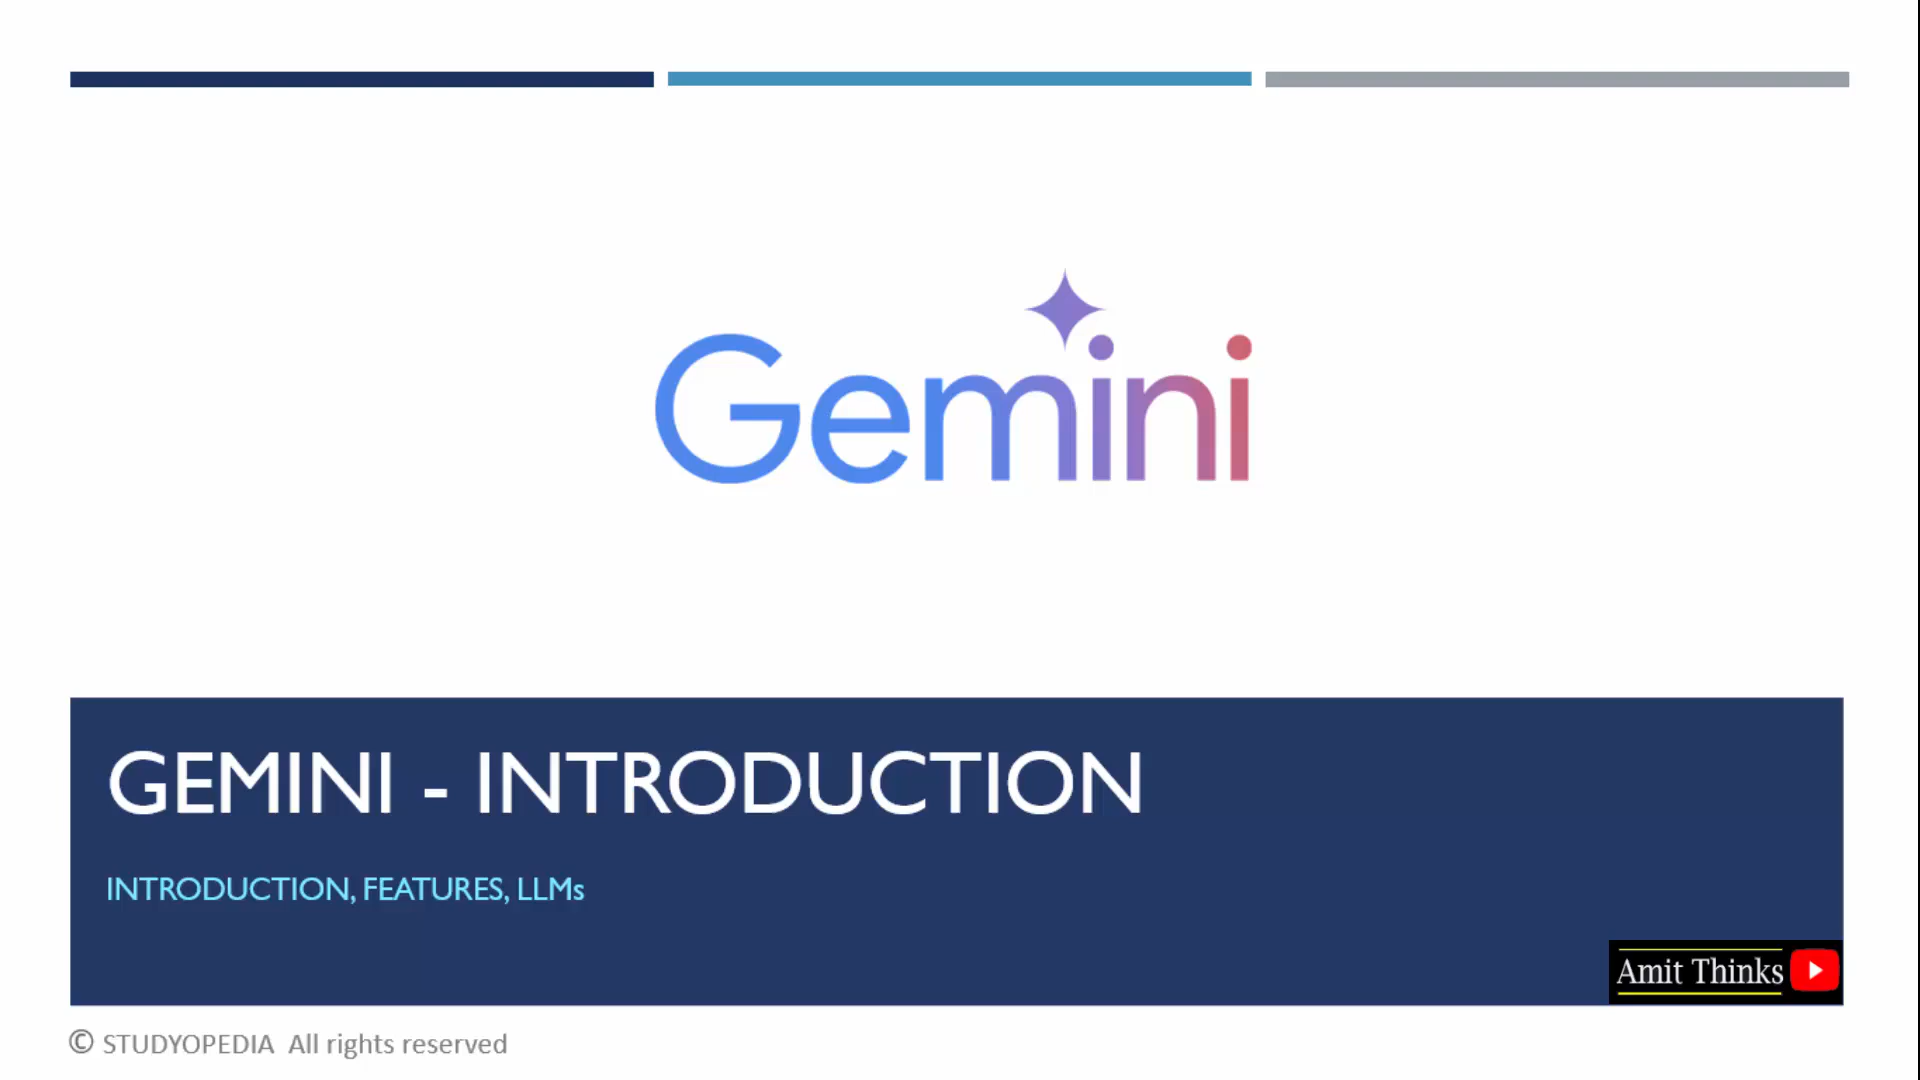 Gemini
GEMINI - INTRODUCTION
INTRODUCTION, FEATURES, LLMs
Amit Thinks
© STUDYOPEDIA All rights reserved